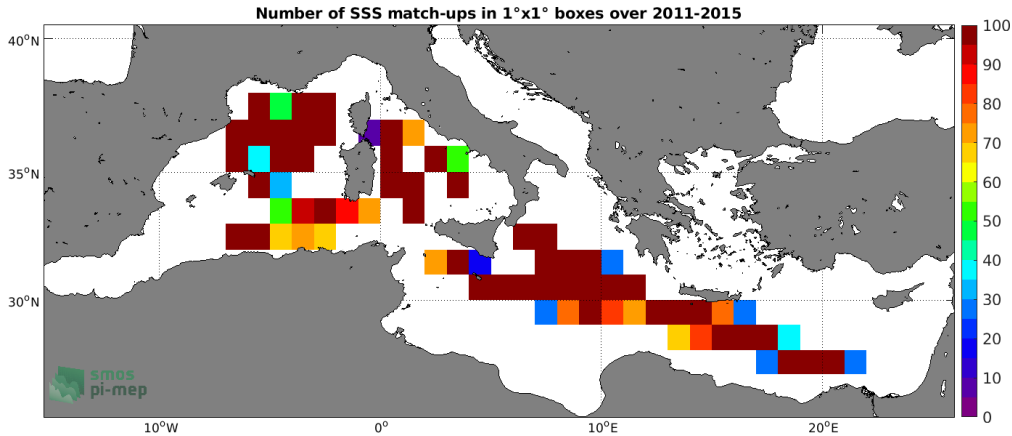 Number of SSS match-ups in 1°x1° boxes over 2011-2015
40°N
35°N
30°N
10°W
0°
10°E
20°E
100
90
80
70
60
50
40
30
20
10
0
smos
pi-mep